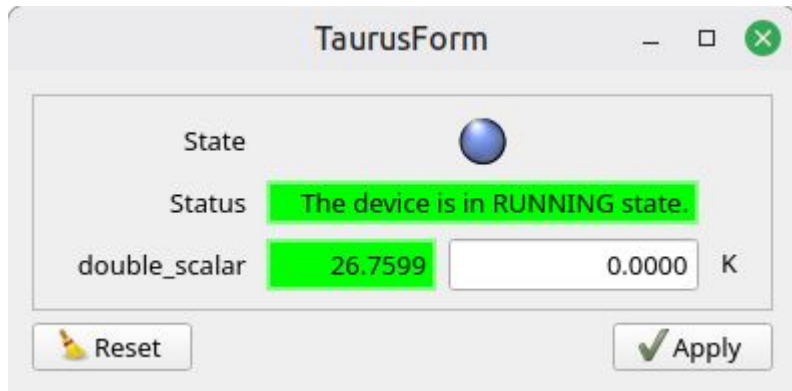 TaurusForm
State
Status The device is in RUNNING state.
double_scalar 26.7599 0.0000 K
Reset Apply